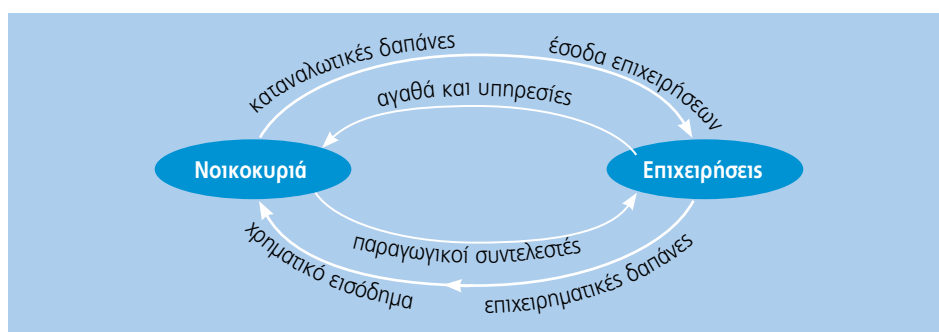 καταναλωτικές δαπάνες
έσοδα επιχειρήσεων
αγαθά και υπηρεσίες
Νοικοκυριά
Επιχειρήσεις
παραγωγικοί συντελεστές
χρηματικό εισόδημα
επιχειρηματικές δαπάνες